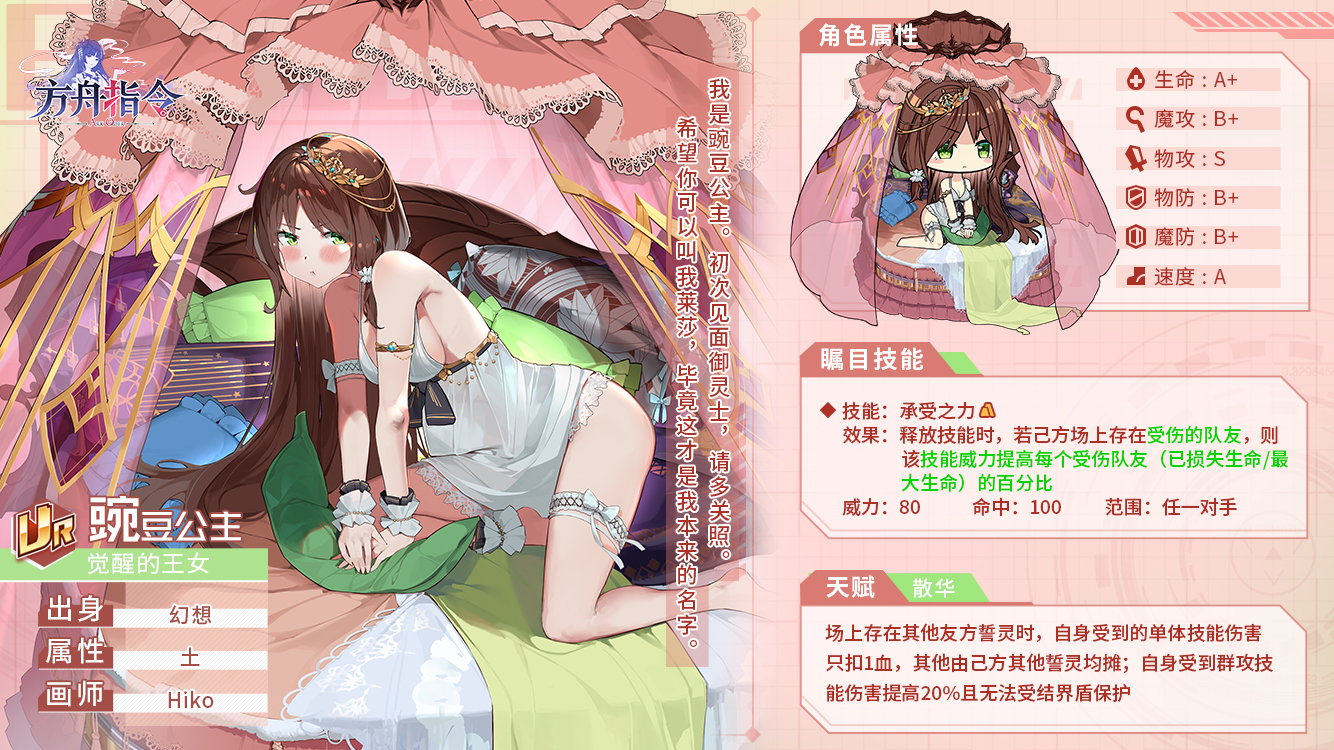 方舟指令
我是豌豆公主。初次见面御灵士，请多关照。
希望你可以叫我莱莎，毕竟这才是我本来的名字。
UR
豌豆公主
觉醒的王女
出身
幻想
属性
土
画师
Hiko
角色属性
生命：A+
魔攻：B+
物攻：S
物防：B+
魔防：B+
速度：A
瞩目技能
技能：承受之力
效果：释放技能时，若己方场上存在受伤的队友，则
该技能威力提高每个受伤队友（已损失生命/最
大生命）的百分比
威力：80 命中：100 范围：任一对手
天赋 散华
场上存在其他友方誓灵时，自身受到的单体技能伤害
只扣1血，其他由己方其他誓灵均摊；自身受到群攻技
能伤害提高20%且无法受结界盾保护